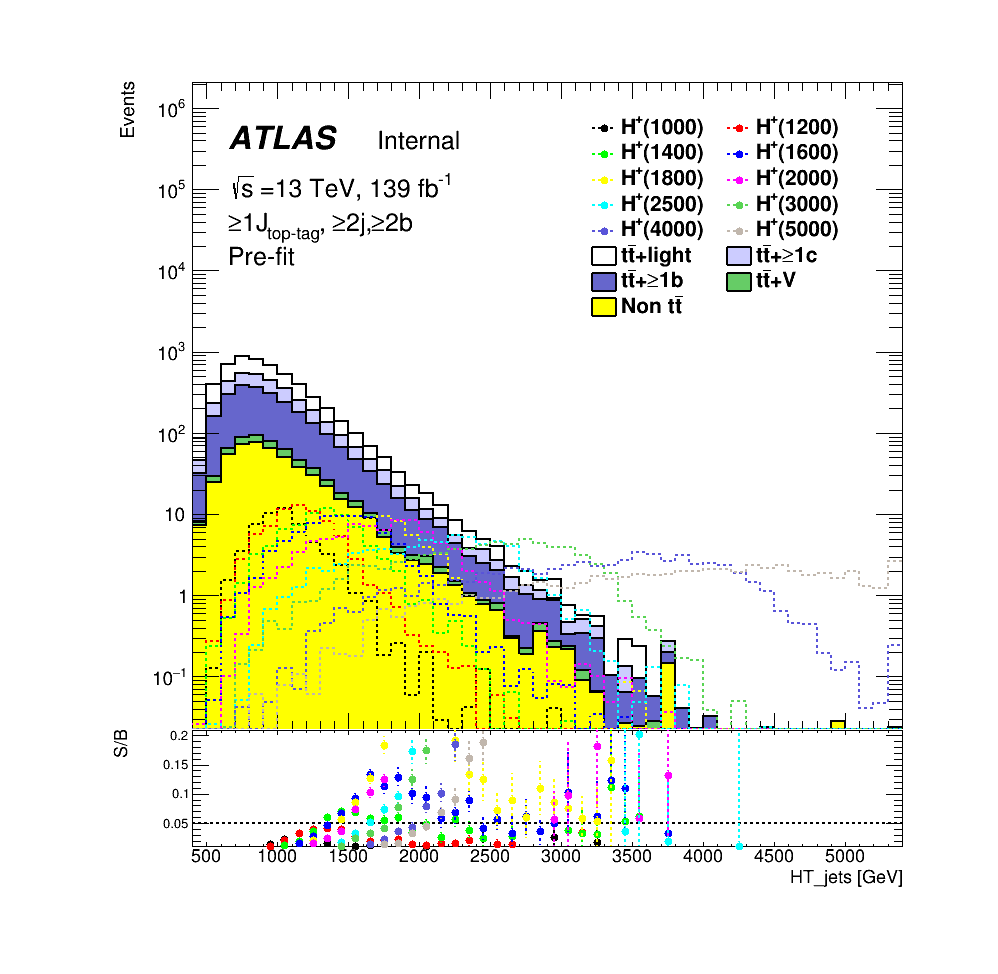 Events
10⁶
10⁵
10⁴
10³
10²
10
1
10⁻¹
ATLAS Internal
√s =13 TeV, 139 fb⁻¹
≥1J_top-tag, ≥2j,≥2b
Pre-fit
H⁺(1000) H⁺(1200)
H⁺(1400) H⁺(1600)
H⁺(1800) H⁺(2000)
H⁺(2500) H⁺(3000)
H⁺(4000) H⁺(5000)
tt̄+light tt̄+≥1c
tt̄+≥1b tt̄+V
Non tt̄
S/B
0.2
0.15
0.1
0.05
500 1000 1500 2000 2500 3000 3500 4000 4500 5000
HT_jets [GeV]